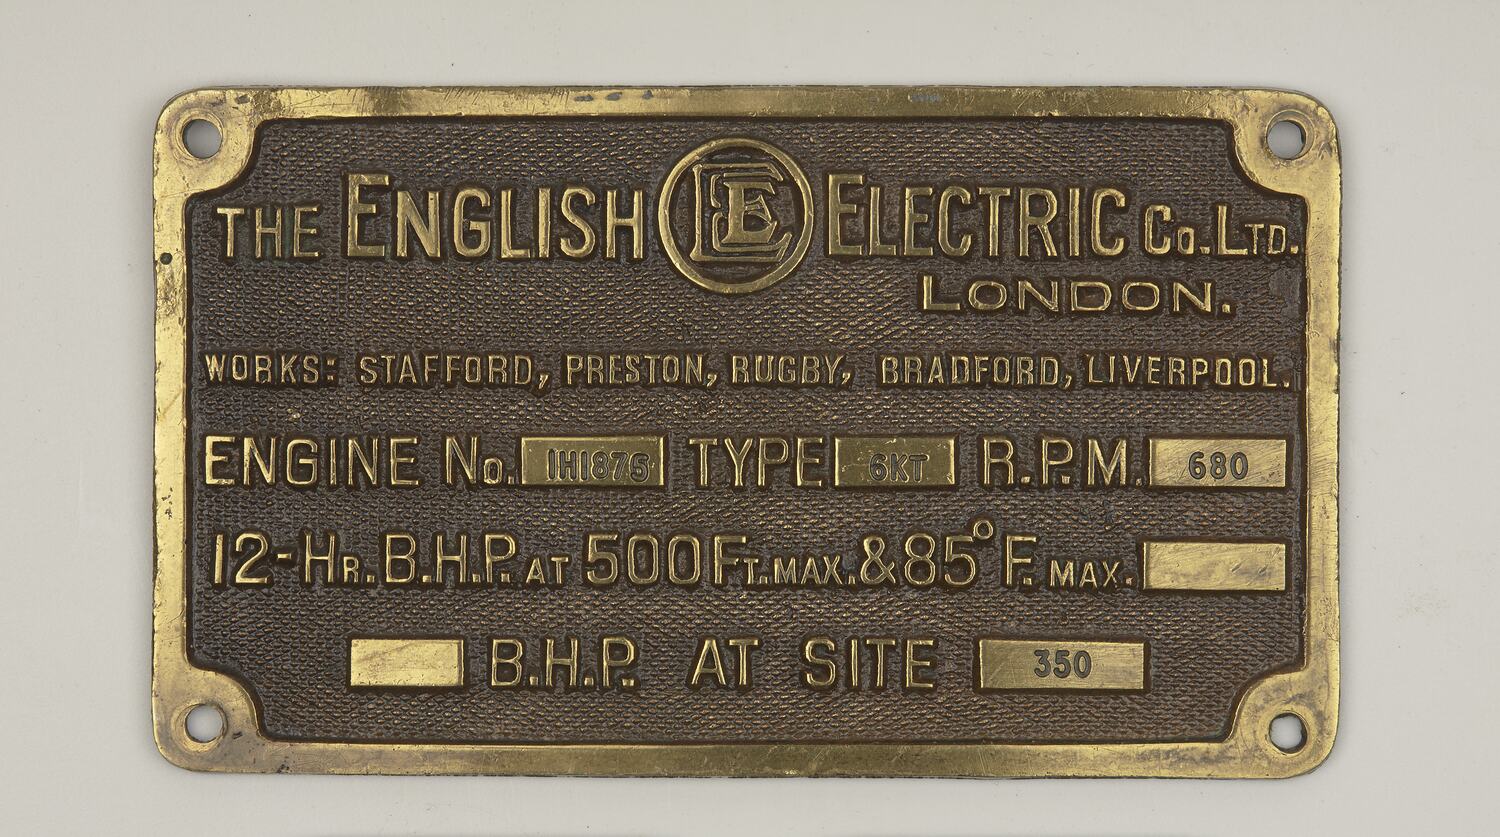 THE ENGLISH EE ELECTRIC Co. LTD.
LONDON.
WORKS: STAFFORD, PRESTON, RUGBY, BRADFORD, LIVERPOOL.
ENGINE No. IH1875 TYPE 6KT R.P.M. 680
12-HR. B.H.P. AT 500 FT. MAX. & 85° F. MAX.
B.H.P. AT SITE 350